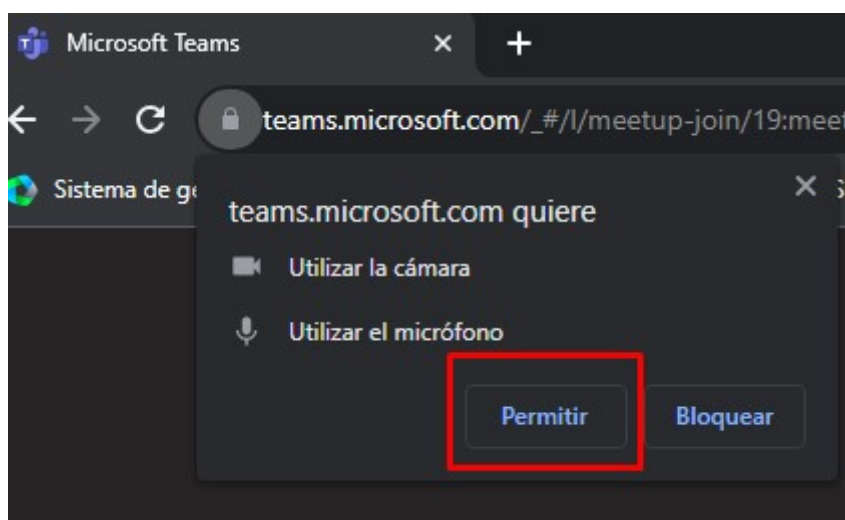 Microsoft Teams
teams.microsoft.com/_#/l/meetup-join/19:meet
Sistema de ge
teams.microsoft.com quiere
Utilizar la cámara
Utilizar el micrófono
Permitir Bloquear